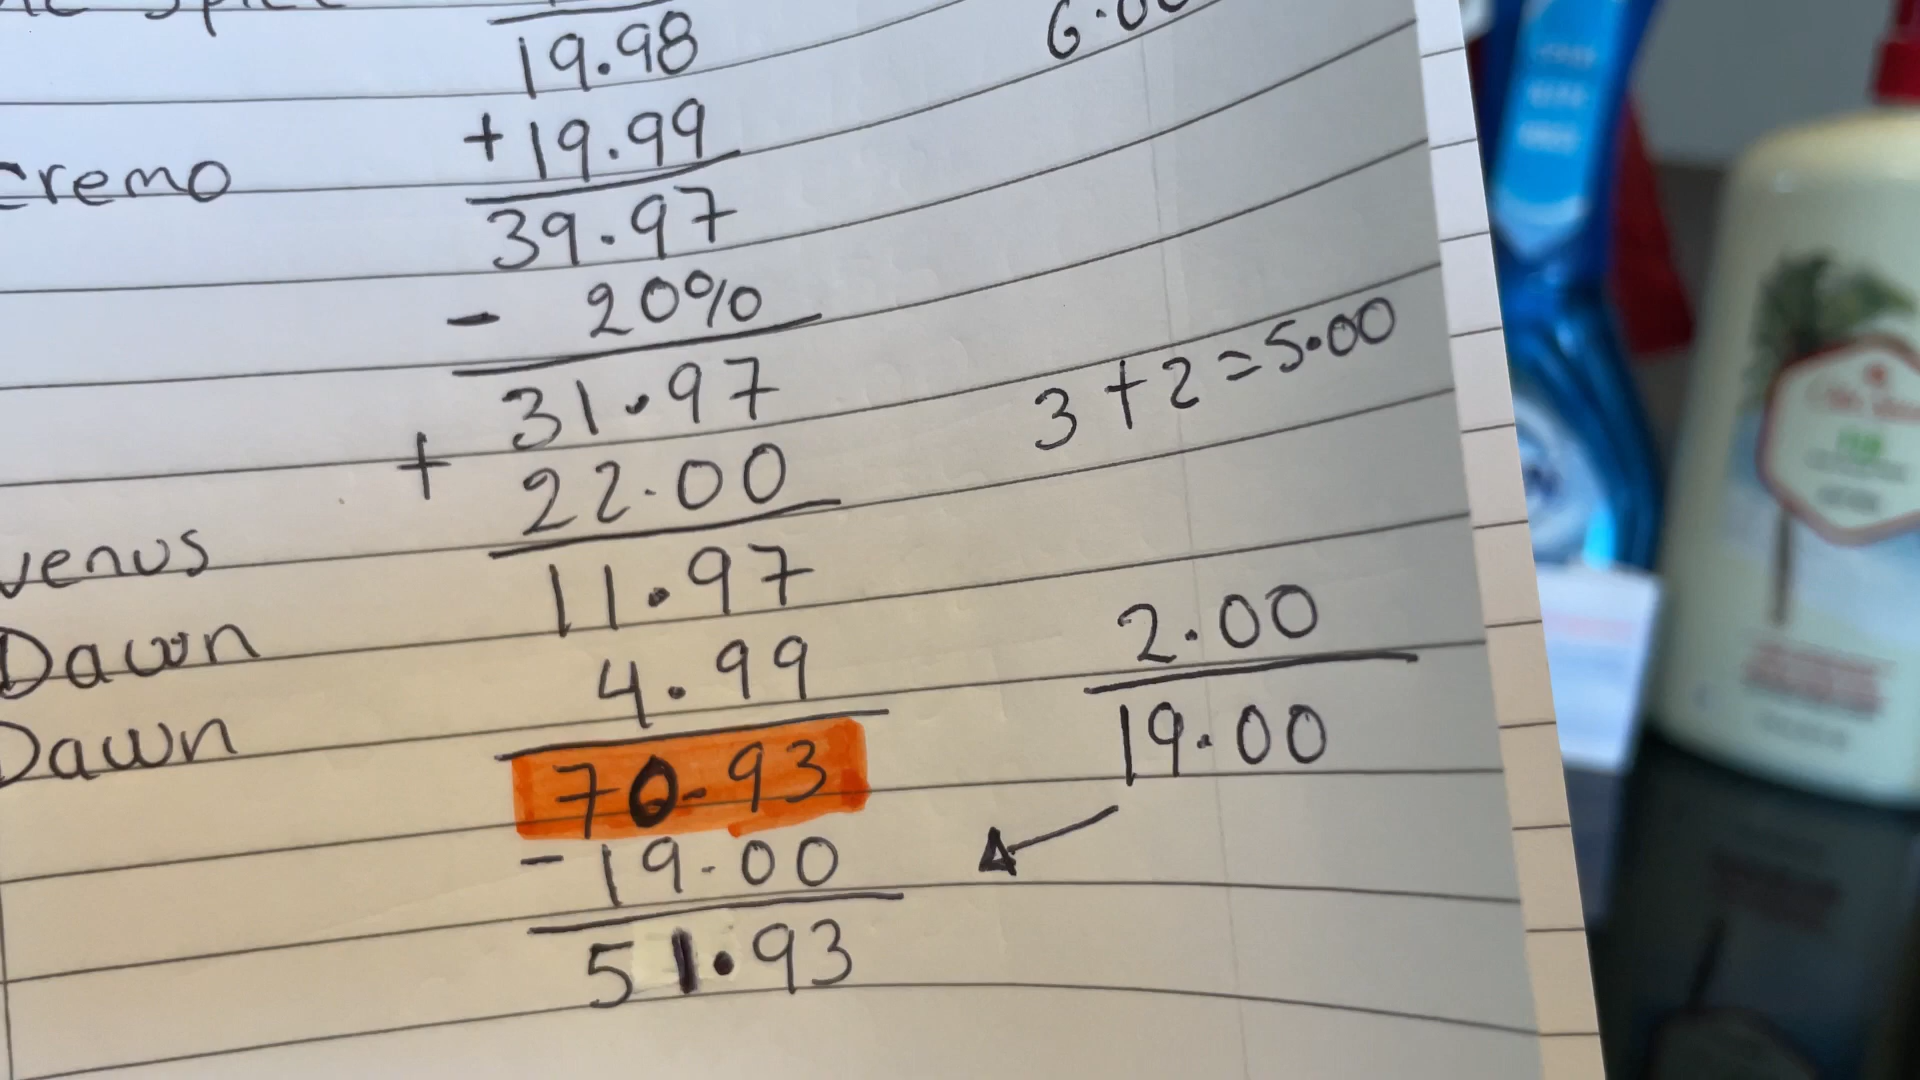 19.98
6.00
cremo + 19.99
39.97
- 20%
31.97
3 + 2 = 5.00
+ 22.00
venus 11.97
Dawn 4.99
2.00
Dawn 70.93
19.00
- 19.00
51.93